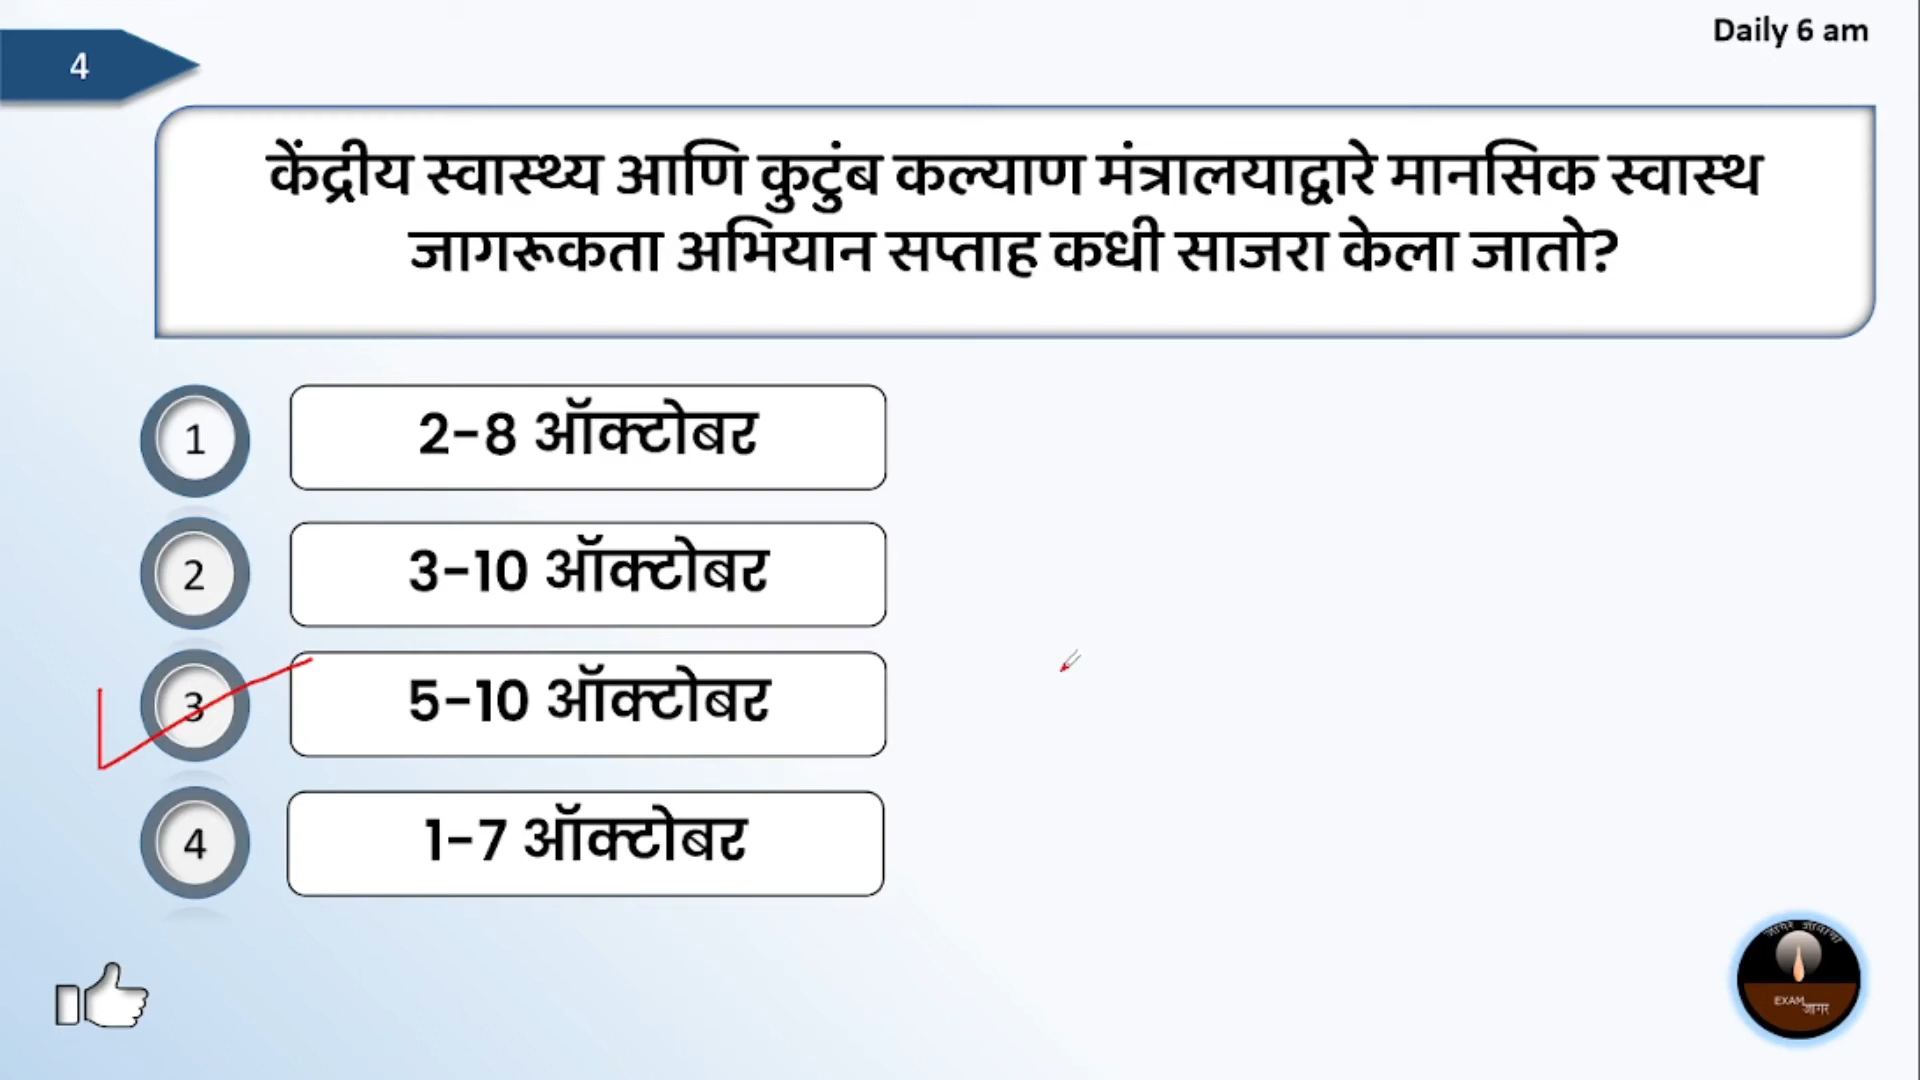 Daily 6 am
4
केंद्रीय स्वास्थ्य आणि कुटुंब कल्याण मंत्रालयाद्वारे मानसिक स्वास्थ
जागरूकता अभियान सप्ताह कधी साजरा केला जातो?
1
2-8 ऑक्टोबर
2
3-10 ऑक्टोबर
3
5-10 ऑक्टोबर
4
1-7 ऑक्टोबर
EXAM
जागर